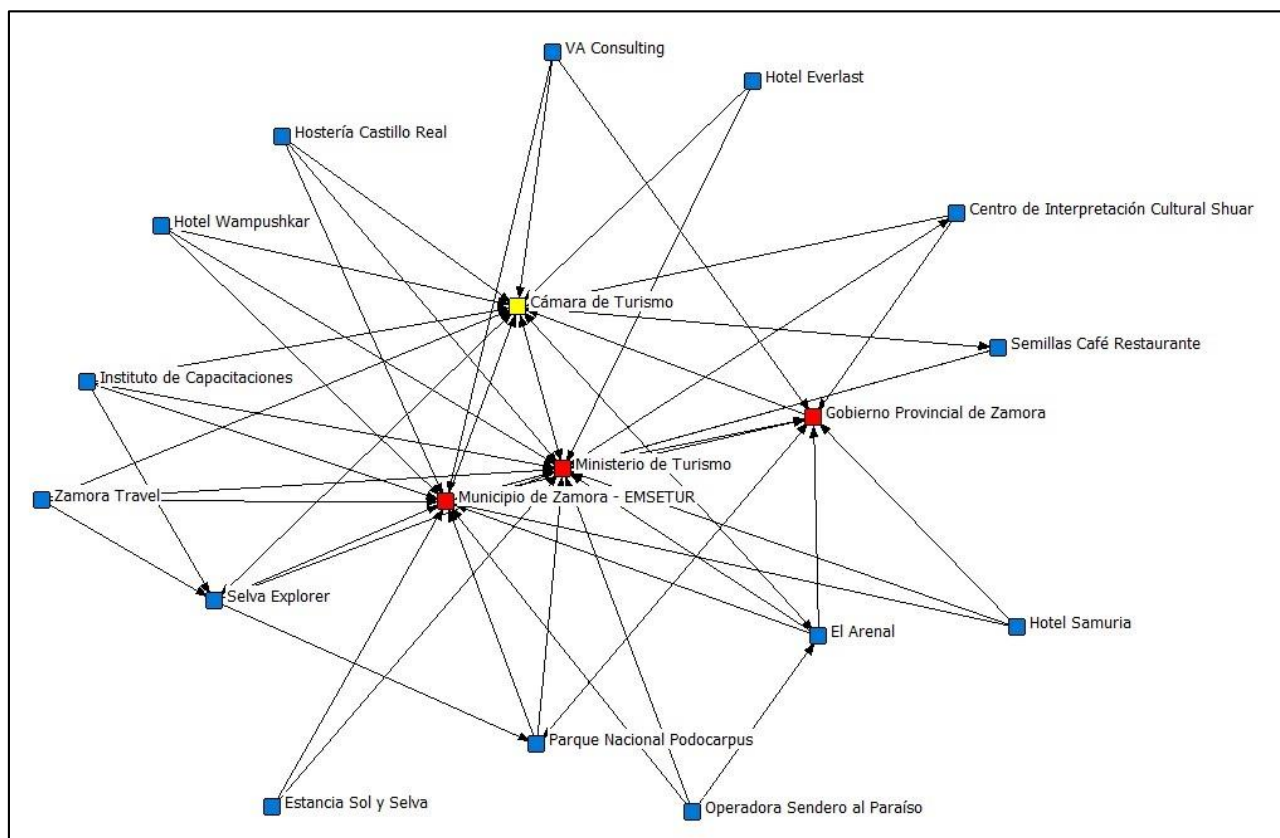 VA Consulting
Hotel Everlast
Hostería Castillo Real
Centro de Interpretación Cultural Shuar
Hotel Wampushkar
Cámara de Turismo
Semillas Café Restaurante
Instituto de Capacitaciones
Gobierno Provincial de Zamora
Ministerio de Turismo
Zamora Travel
Municipio de Zamora - EMSETUR
Selva Explorer
Hotel Samuria
El Arenal
Parque Nacional Podocarpus
Estancia Sol y Selva
Operadora Sendero al Paraíso